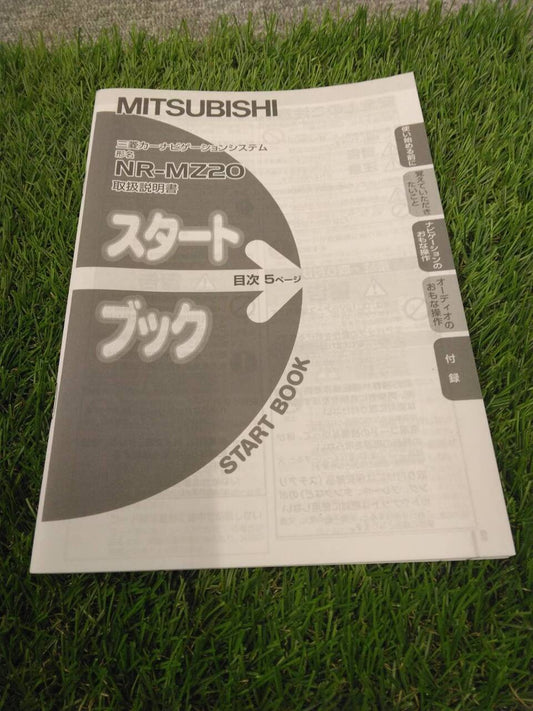 MITSUBISHI
三菱カーナビゲーションシステム
形名
NR-MZ20
取扱説明書
スタート
目次 5ページ
ブック
START BOOK
使い始める前に
覚えていただき
たいこと
ナビゲーションの
おもな操作
オーディオの
おもな操作
付録